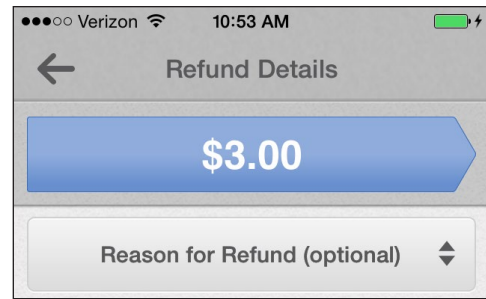 Verizon 10:53 AM
Refund Details
$3.00
Reason for Refund (optional)